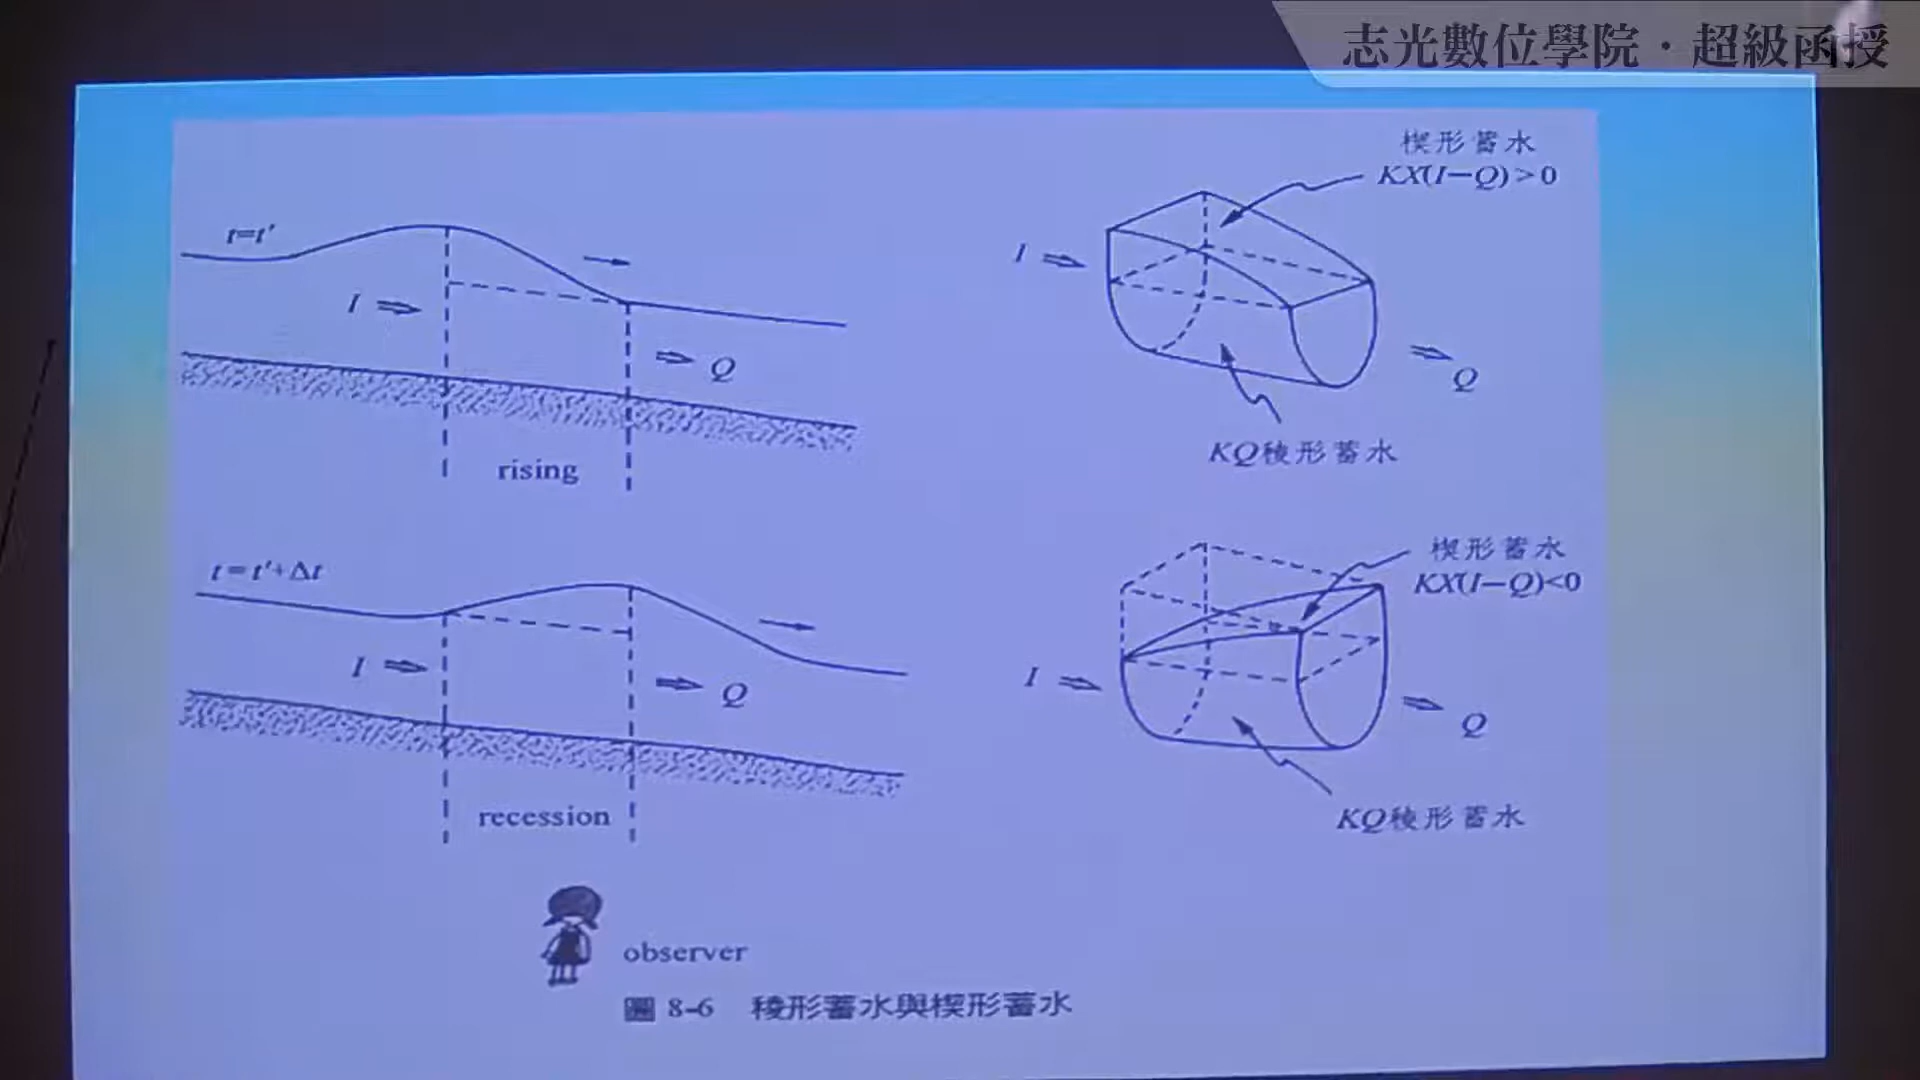 志光數位學院·超級函授
楔形蓄水
KX(I-Q)>0
t=t′
I
I
Q
Q
KQ稜形蓄水
rising
楔形蓄水
KX(I-Q)<0
t=t′+Δt
I
I
Q
Q
KQ稜形蓄水
recession
observer
圖 8-6 稜形蓄水與楔形蓄水